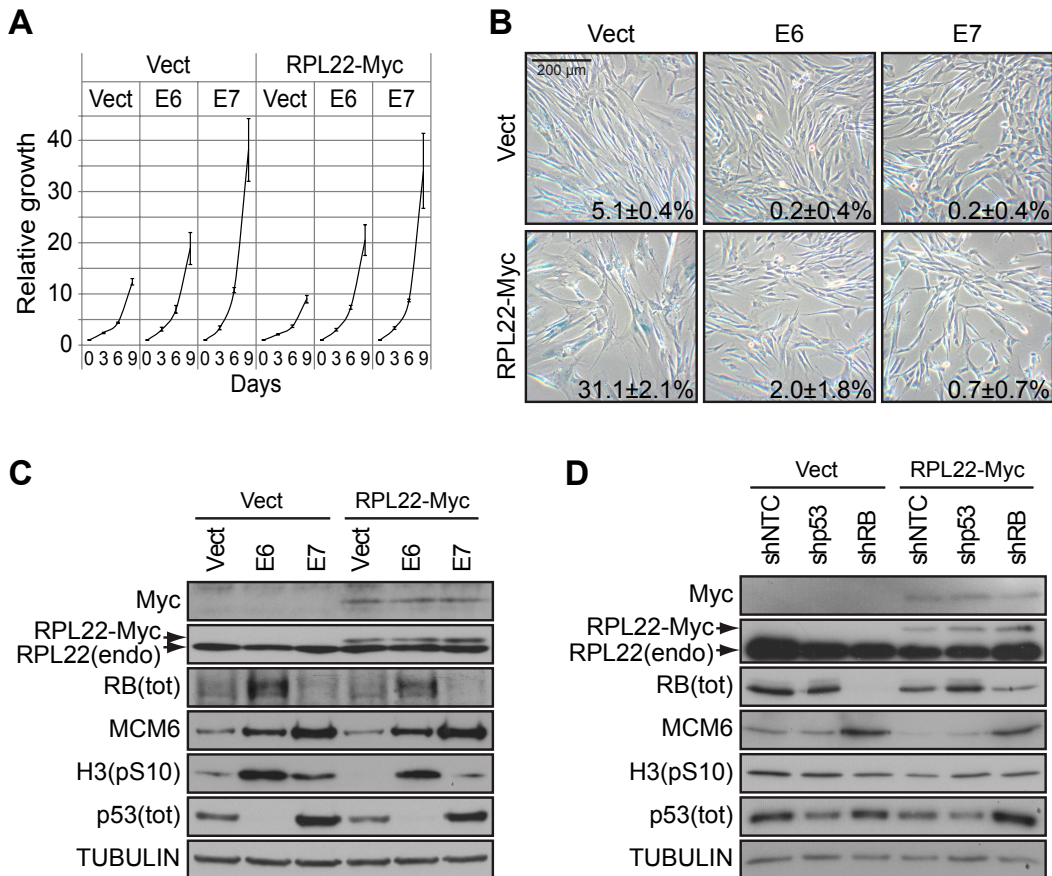 A
Vect RPL22-Myc
Vect E6 E7 Vect E6 E7
Relative growth
40
30
20
10
0
0 3 6 9 0 3 6 9 0 3 6 9 0 3 6 9 0 3 6 9 0 3 6 9
Days
B
Vect E6 E7
Vect
200 µm
5.1±0.4% 0.2±0.4% 0.2±0.4%
RPL22-Myc
31.1±2.1% 2.0±1.8% 0.7±0.7%
C
Vect RPL22-Myc
Vect E6 E7 Vect E6 E7
Myc
RPL22-Myc
RPL22(endo)
RB(tot)
MCM6
H3(pS10)
p53(tot)
TUBULIN
D
Vect RPL22-Myc
shNTC shp53 shRB shNTC shp53 shRB
Myc
RPL22-Myc
RPL22(endo)
RB(tot)
MCM6
H3(pS10)
p53(tot)
TUBULIN